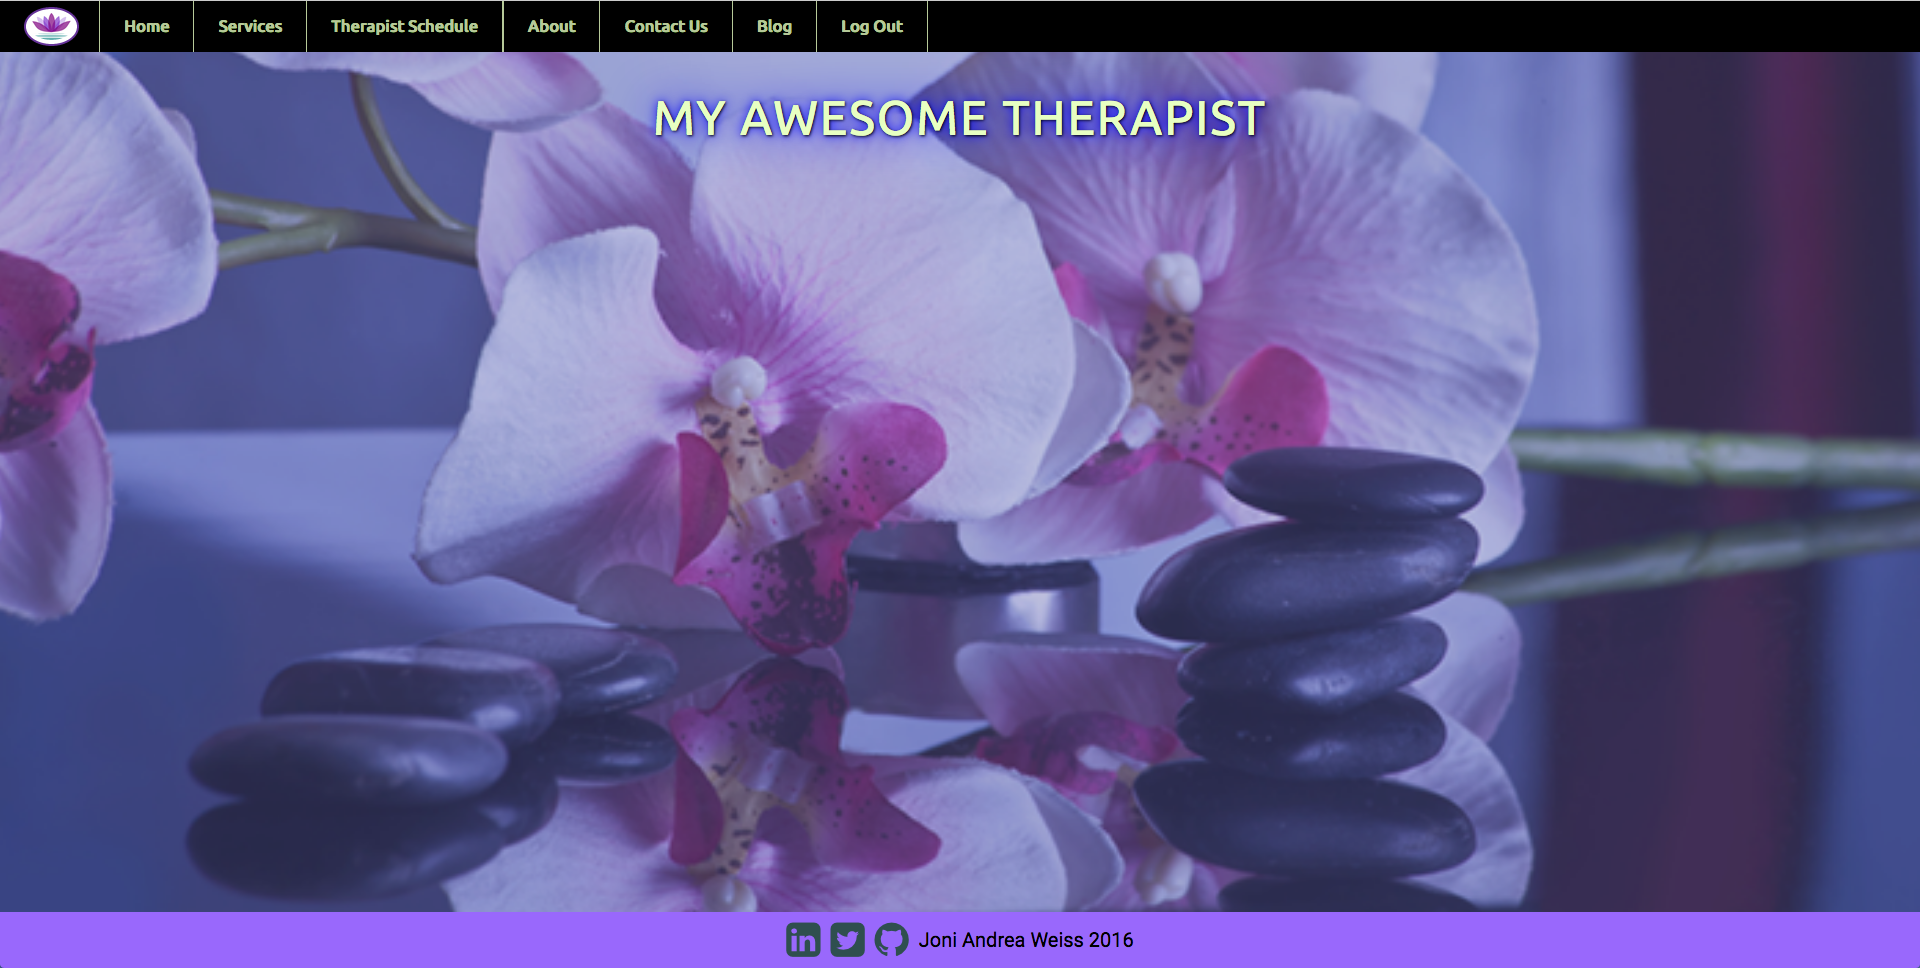 Home Services Therapist Schedule About Contact Us Blog Log Out
MY AWESOME THERAPIST
in Joni Andrea Weiss 2016